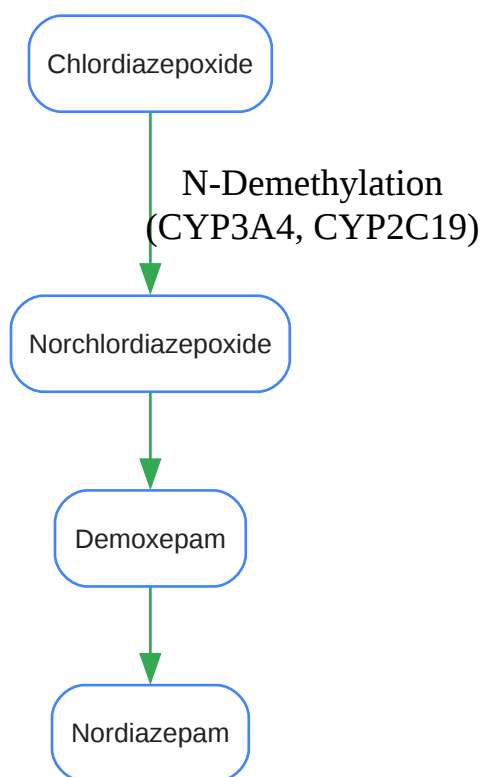 Chlordiazepoxide
N-Demethylation
(CYP3A4, CYP2C19)
Norchlordiazepoxide
Demoxepam
Nordiazepam